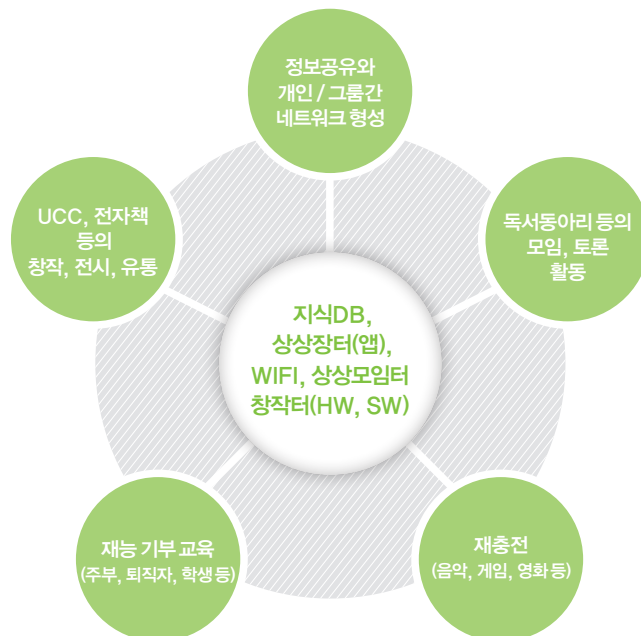 정보공유와
개인 / 그룹간
네트워크 형성
UCC, 전자책
등의
창작, 전시, 유통
독서동아리 등의
모임, 토론
활동
지식DB,
상상장터(앱),
WIFI, 상상모임터
창작터(HW, SW)
재능 기부 교육
(주부, 퇴직자, 학생 등)
재충전
(음악, 게임, 영화 등)